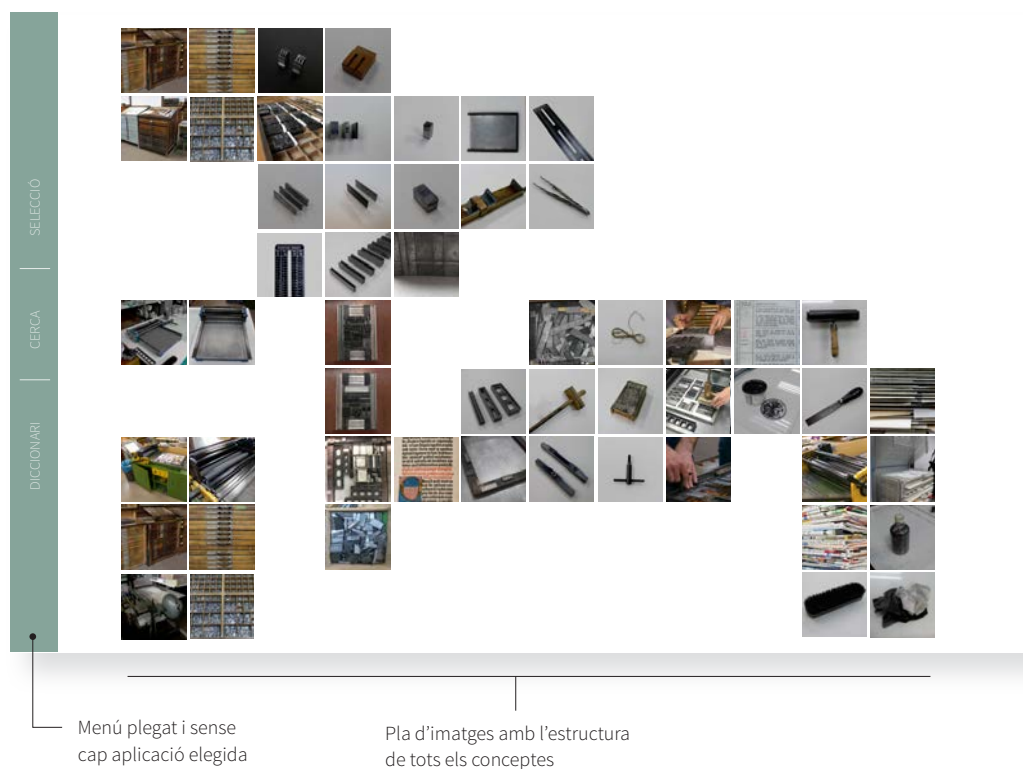 SELECCIÓ
CERCA
DICCIONARI
Menú plegat i sense
cap aplicació elegida
Pla d’imatges amb l’estructura
de tots els conceptes